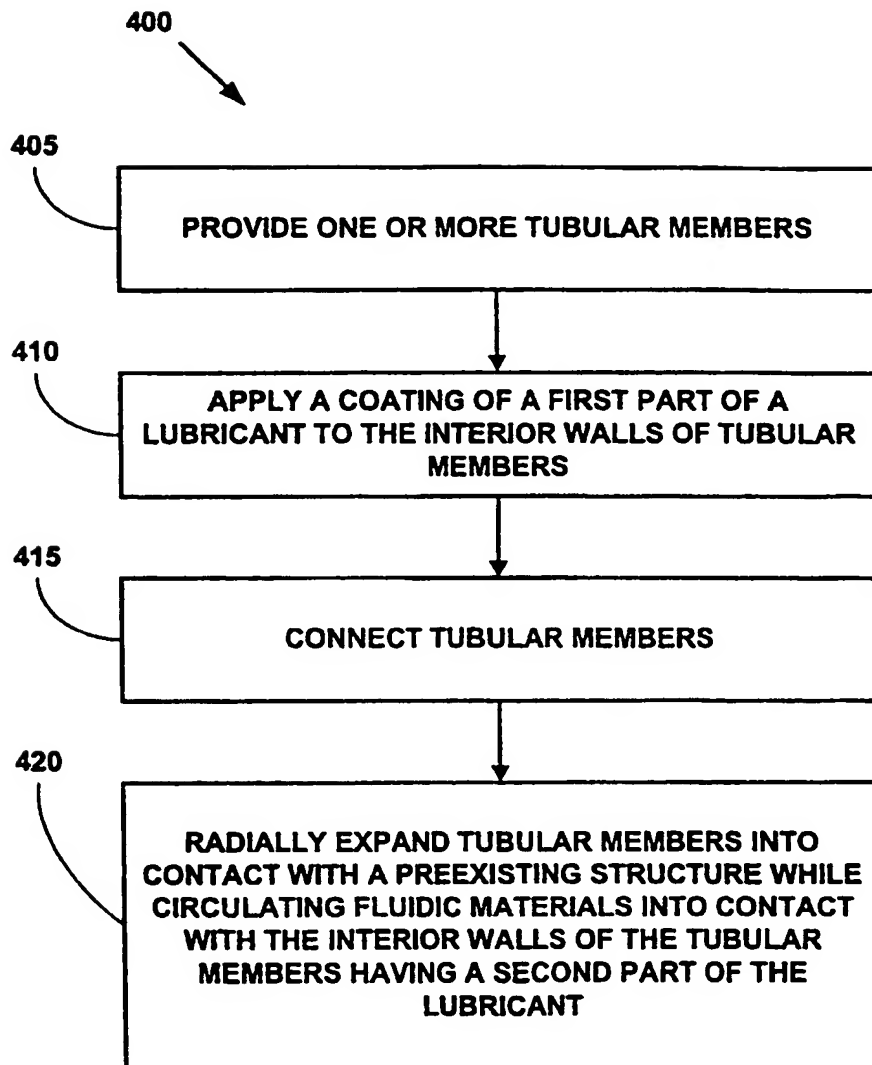 400
405
PROVIDE ONE OR MORE TUBULAR MEMBERS
410
APPLY A COATING OF A FIRST PART OF A
LUBRICANT TO THE INTERIOR WALLS OF TUBULAR
MEMBERS
415
CONNECT TUBULAR MEMBERS
420
RADIALLY EXPAND TUBULAR MEMBERS INTO
CONTACT WITH A PREEXISTING STRUCTURE WHILE
CIRCULATING FLUIDIC MATERIALS INTO CONTACT
WITH THE INTERIOR WALLS OF THE TUBULAR
MEMBERS HAVING A SECOND PART OF THE
LUBRICANT